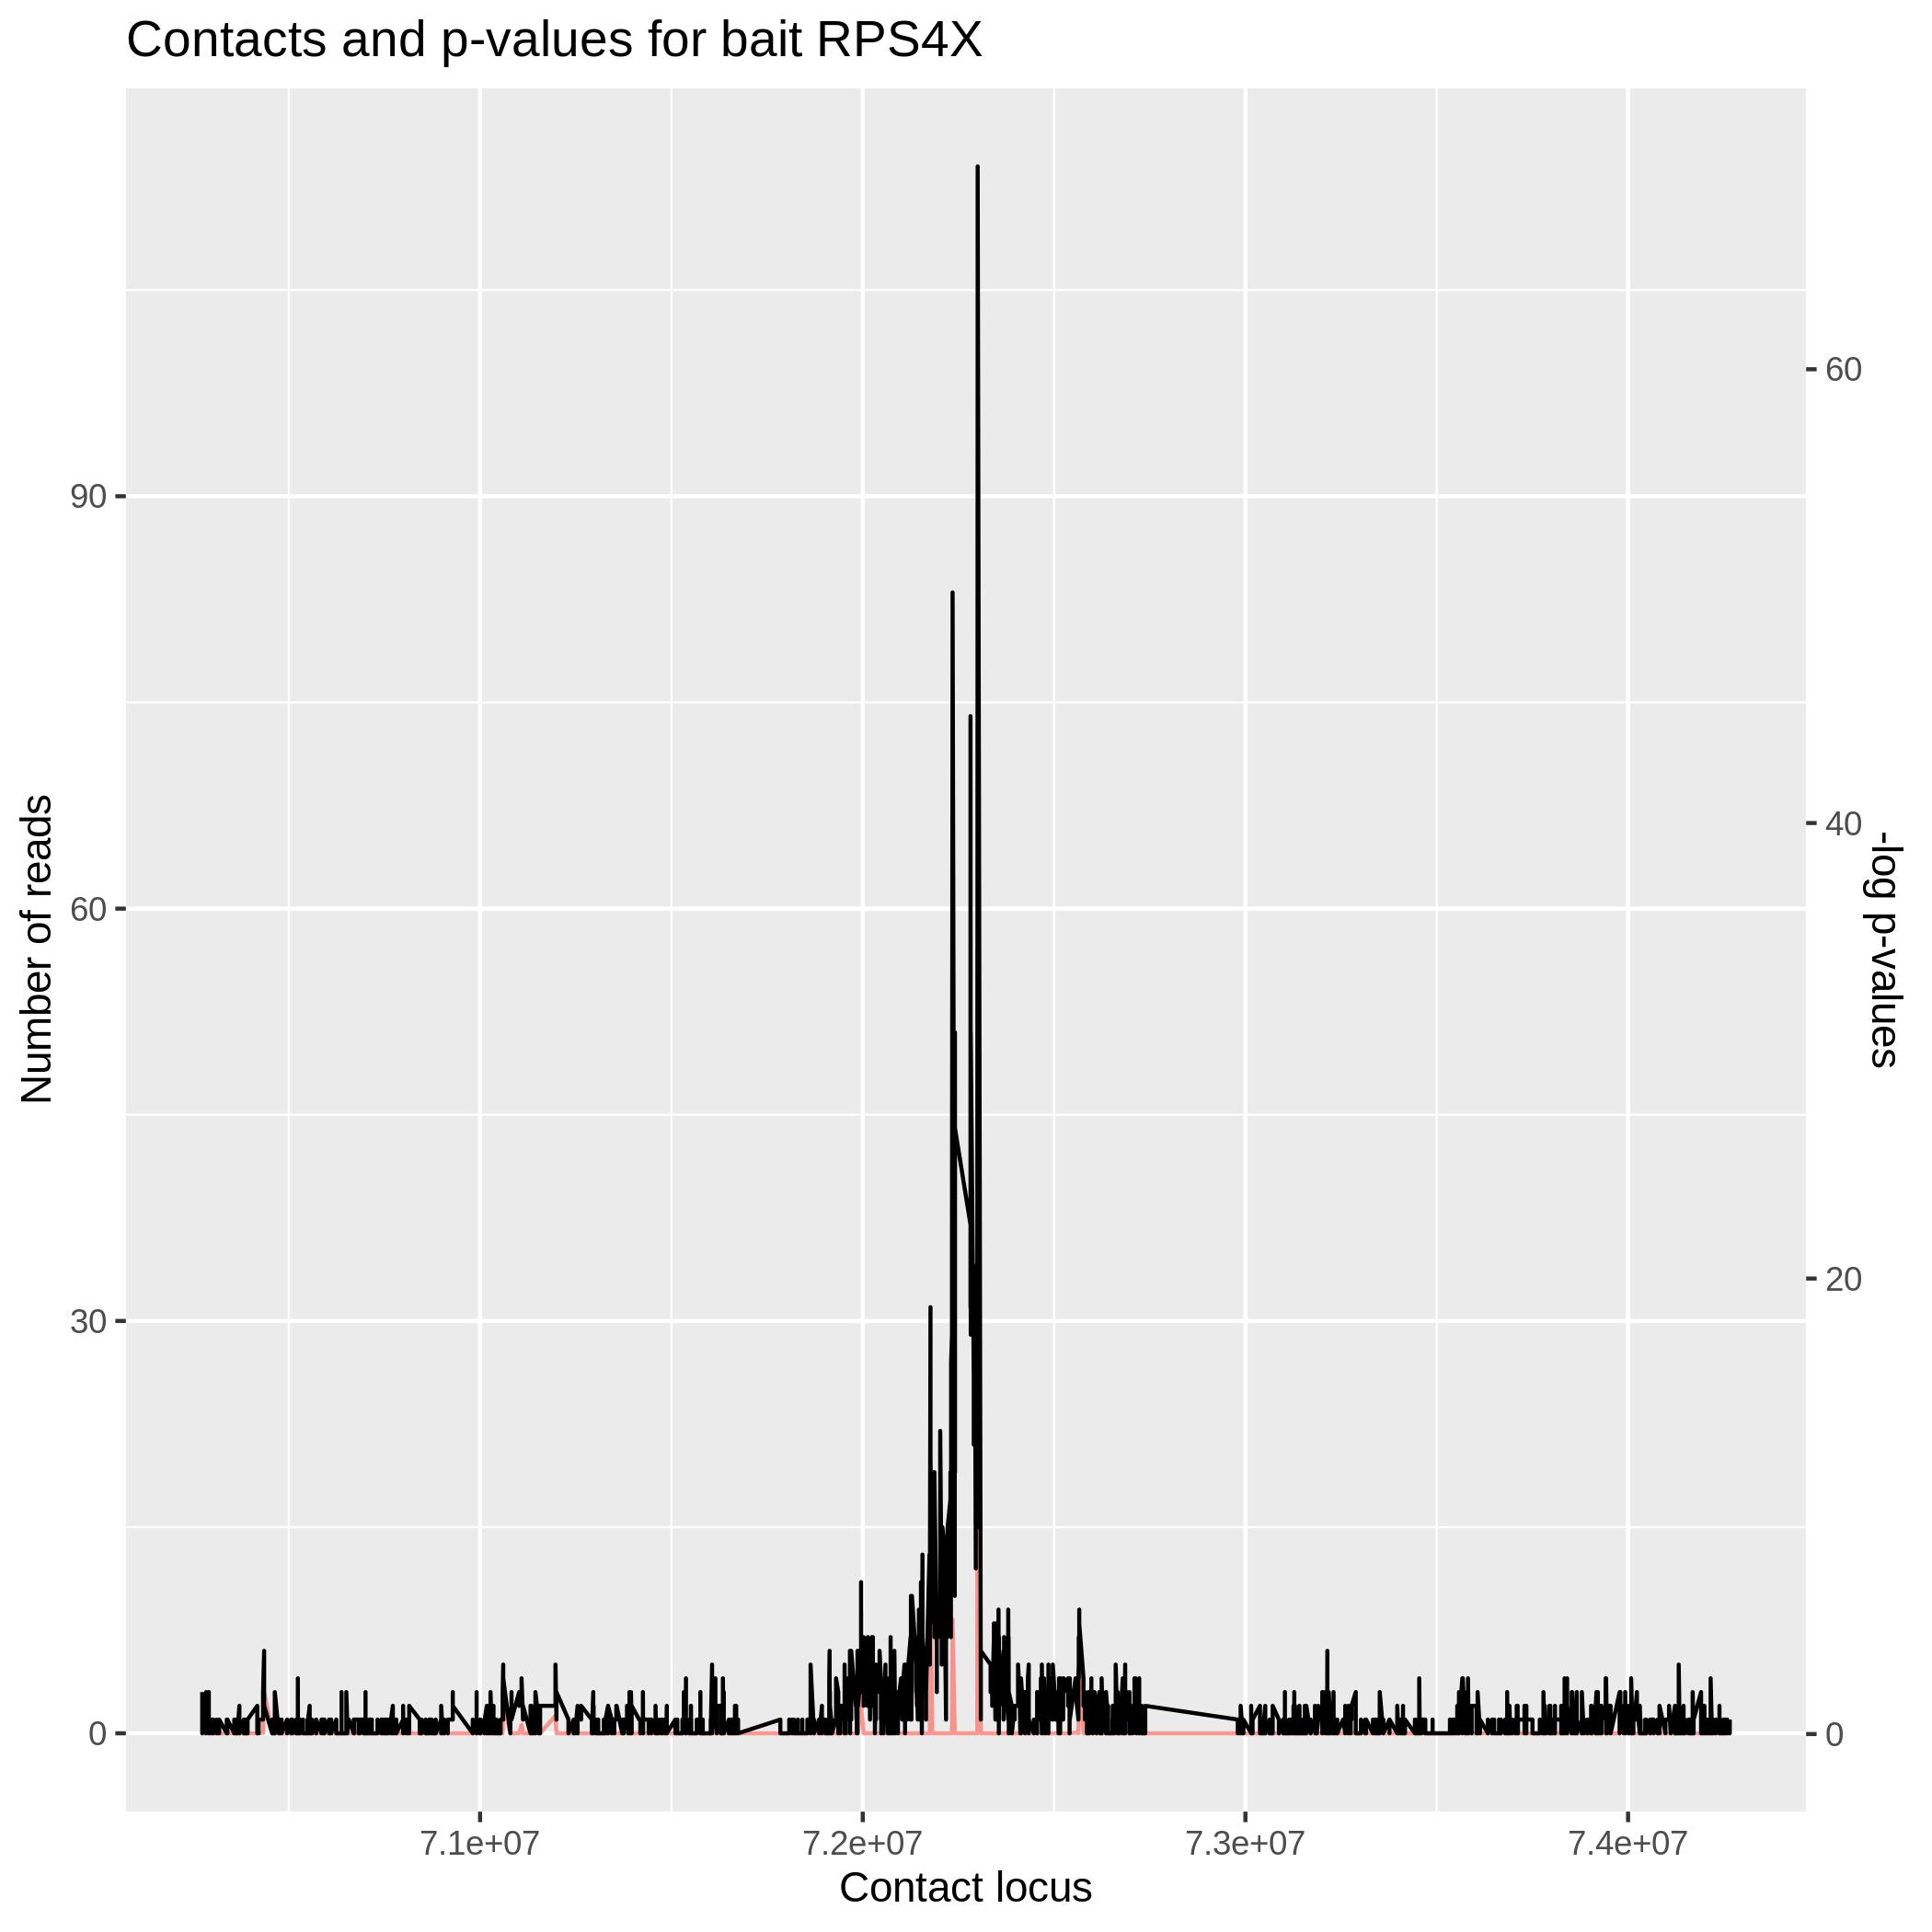 Contacts and p-values for bait RPS4X
90
60
30
0
Number of reads
60
40
20
0
-log p-values
7.1e+07
7.2e+07
7.3e+07
7.4e+07
Contact locus